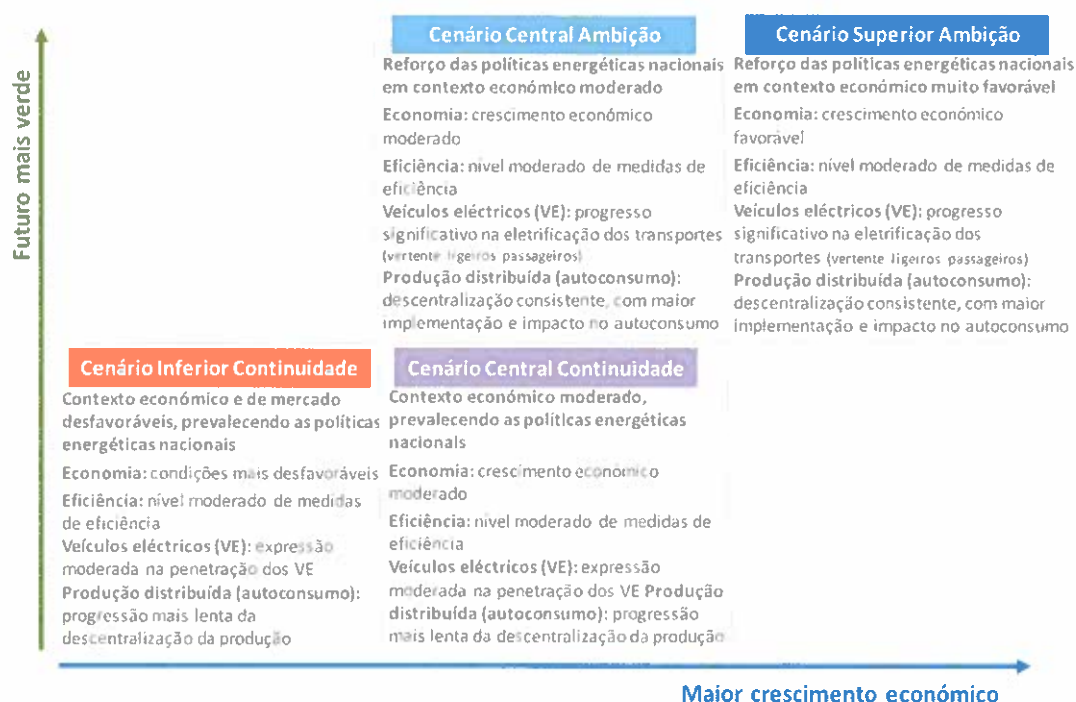 Futuro mais verde
Cenário Central Ambição
Reforço das políticas energéticas nacionais
em contexto económico moderado
Economia: crescimento económico
moderado
Eficiência: nível moderado de medidas de
eficiência
Veículos eléctricos (VE): progresso
significativo na eletrificação dos transportes
(vertente ligeiros passageiros)
Produção distribuída (autoconsumo):
descentralização consistente, com maior
implementação e impacto no autoconsumo
Cenário Superior Ambição
Reforço das políticas energéticas nacionais
em contexto económico muito favorável
Economia: crescimento económico
favorável
Eficiência: nível moderado de medidas de
eficiência
Veículos eléctricos (VE): progresso
significativo na eletrificação dos
transportes (vertente ligeiros passageiros)
Produção distribuída (autoconsumo):
descentralização consistente, com maior
implementação e impacto no autoconsumo
Cenário Inferior Continuidade
Contexto económico e de mercado
desfavoráveis, prevalecendo as políticas
energéticas nacionais
Economia: condições mais desfavoráveis
Eficiência: nível moderado de medidas
de eficiência
Veículos eléctricos (VE): expressão
moderada na penetração dos VE
Produção distribuída (autoconsumo):
progressão mais lenta da
descentralização da produção
Cenário Central Continuidade
Contexto económico moderado,
prevalecendo as políticas energéticas
nacionais
Economia: crescimento económico
moderado
Eficiência: nível moderado de medidas de
eficiência
Veículos eléctricos (VE): expressão
moderada na penetração dos VE Produção
distribuída (autoconsumo): progressão
mais lenta da descentralização da produção
Maior crescimento económico